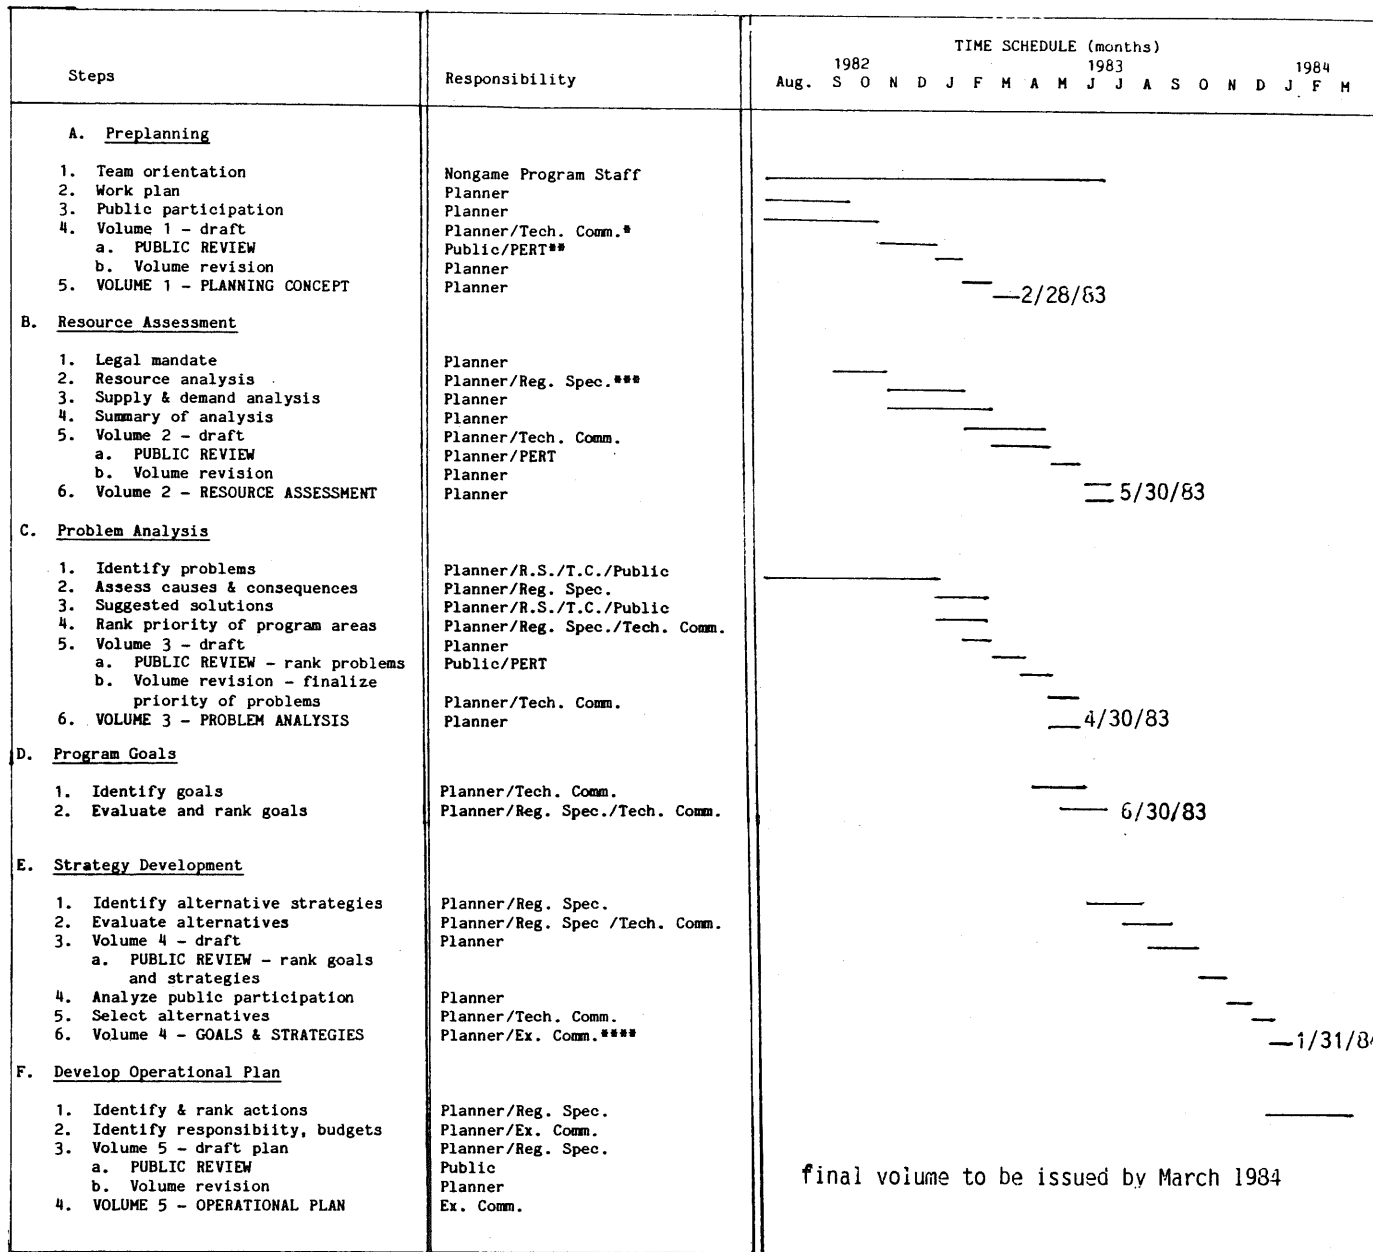 TIME SCHEDULE (months)
1982 1983 1984
Steps Responsibility Aug. S O N D J F M A M J J A S O N D J F M
A. Preplanning
1. Team orientation Nongame Program Staff
2. Work plan Planner
3. Public participation Planner
4. Volume 1 - draft Planner/Tech. Comm.*
a. PUBLIC REVIEW Public/PERT**
b. Volume revision Planner
5. VOLUME 1 - PLANNING CONCEPT Planner 2/28/83
B. Resource Assessment
1. Legal mandate Planner
2. Resource analysis Planner/Reg. Spec.***
3. Supply & demand analysis Planner
4. Summary of analysis Planner
5. Volume 2 - draft Planner/Tech. Comm.
a. PUBLIC REVIEW Planner/PERT
b. Volume revision Planner
6. Volume 2 - RESOURCE ASSESSMENT Planner 5/30/83
C. Problem Analysis
1. Identify problems Planner/R.S./T.C./Public
2. Assess causes & consequences Planner/Reg. Spec.
3. Suggested solutions Planner/R.S./T.C./Public
4. Rank priority of program areas Planner/Reg. Spec./Tech. Comm.
5. Volume 3 - draft Planner
a. PUBLIC REVIEW - rank problems Public/PERT
b. Volume revision - finalize
priority of problems Planner/Tech. Comm.
6. VOLUME 3 - PROBLEM ANALYSIS Planner 4/30/83
D. Program Goals
1. Identify goals Planner/Tech. Comm.
2. Evaluate and rank goals Planner/Reg. Spec./Tech. Comm. 6/30/83
E. Strategy Development
1. Identify alternative strategies Planner/Reg. Spec.
2. Evaluate alternatives Planner/Reg. Spec /Tech. Comm.
3. Volume 4 - draft Planner
a. PUBLIC REVIEW - rank goals
and strategies
4. Analyze public participation Planner
5. Select alternatives Planner/Tech. Comm.
6. Volume 4 - GOALS & STRATEGIES Planner/Ex. Comm.**** 1/31/84
F. Develop Operational Plan
1. Identify & rank actions Planner/Reg. Spec.
2. Identify responsibiity, budgets Planner/Ex. Comm.
3. Volume 5 - draft plan Planner/Reg. Spec.
a. PUBLIC REVIEW Public
b. Volume revision Planner
4. VOLUME 5 - OPERATIONAL PLAN Ex. Comm.
final volume to be issued by March 1984